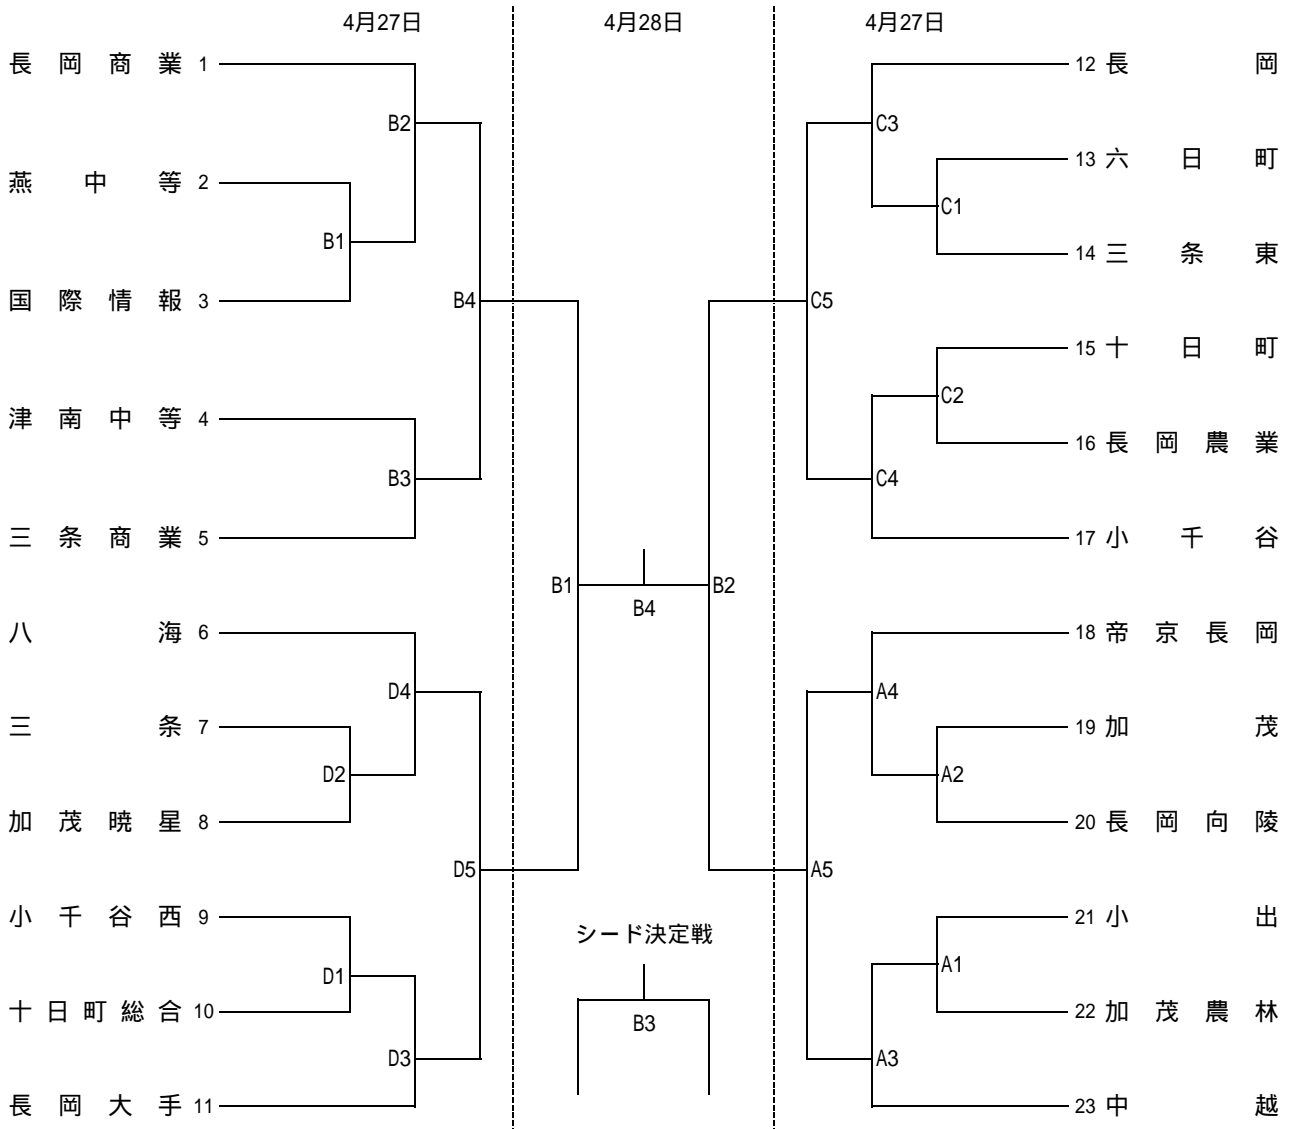 4月27日 4月28日 4月27日
長岡商業 1
B2
燕中等 2
B1
国際情報 3
B4
津南中等 4
B3
三条商業 5
八海 6
D4
三条 7
D2
加茂暁星 8
D5
小千谷西 9
D1
十日町総合 10
D3
長岡大手 11
B1
B4
B2
シード決定戦
B3
12 長岡
C3
13 六日町
C1
14 三条東
C5
15 十日町
C2
16 長岡農業
C4
17 小千谷
18 帝京長岡
A4
19 加茂
A2
20 長岡向陵
A5
21 小出
A1
22 加茂農林
A3
23 中越